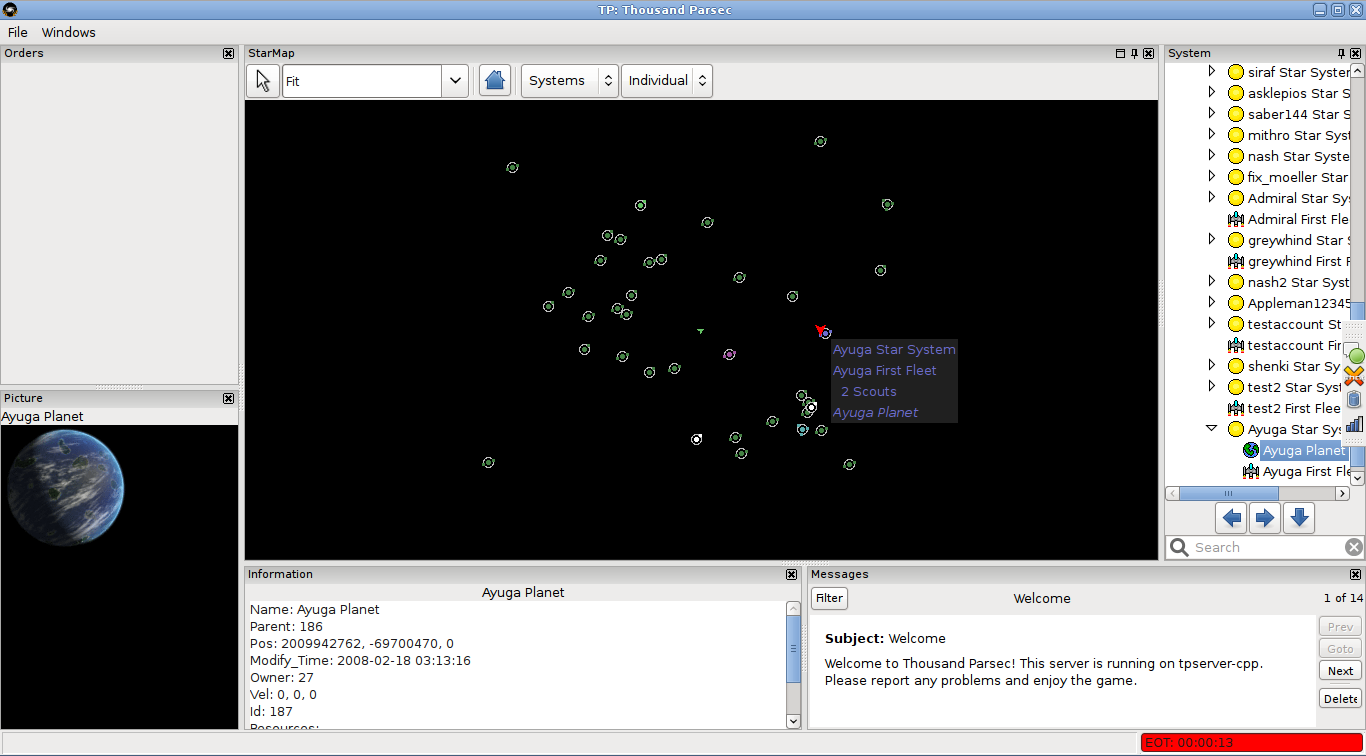 TP: Thousand Parsec
File Windows
Orders
StarMap
System
Fit
Systems
Individual
siraf Star System
asklepios Star S
saber144 Star S
mithro Star Syst
nash Star Syste
fix_moeller Star
Admiral Star Sy
Admiral First Fle
greywhind Star
greywhind First F
nash2 Star Syst
Appleman12345
testaccount St
testaccount Fir
shenki Star Sy
test2 Star Syst
test2 First Flee
Ayuga Star Sys
Ayuga Planet
Ayuga First Fle
Search
Ayuga Star System
Ayuga First Fleet
2 Scouts
Ayuga Planet
Picture
Ayuga Planet
Information
Ayuga Planet
Name: Ayuga Planet
Parent: 186
Pos: 2009942762, -69700470, 0
Modify_Time: 2008-02-18 03:13:16
Owner: 27
Vel: 0, 0, 0
Id: 187
Resources:
Messages
Filter
Welcome
1 of 14
Subject: Welcome
Welcome to Thousand Parsec! This server is running on tpserver-cpp.
Please report any problems and enjoy the game.
Prev
Goto
Next
Delete
EOT: 00:00:13